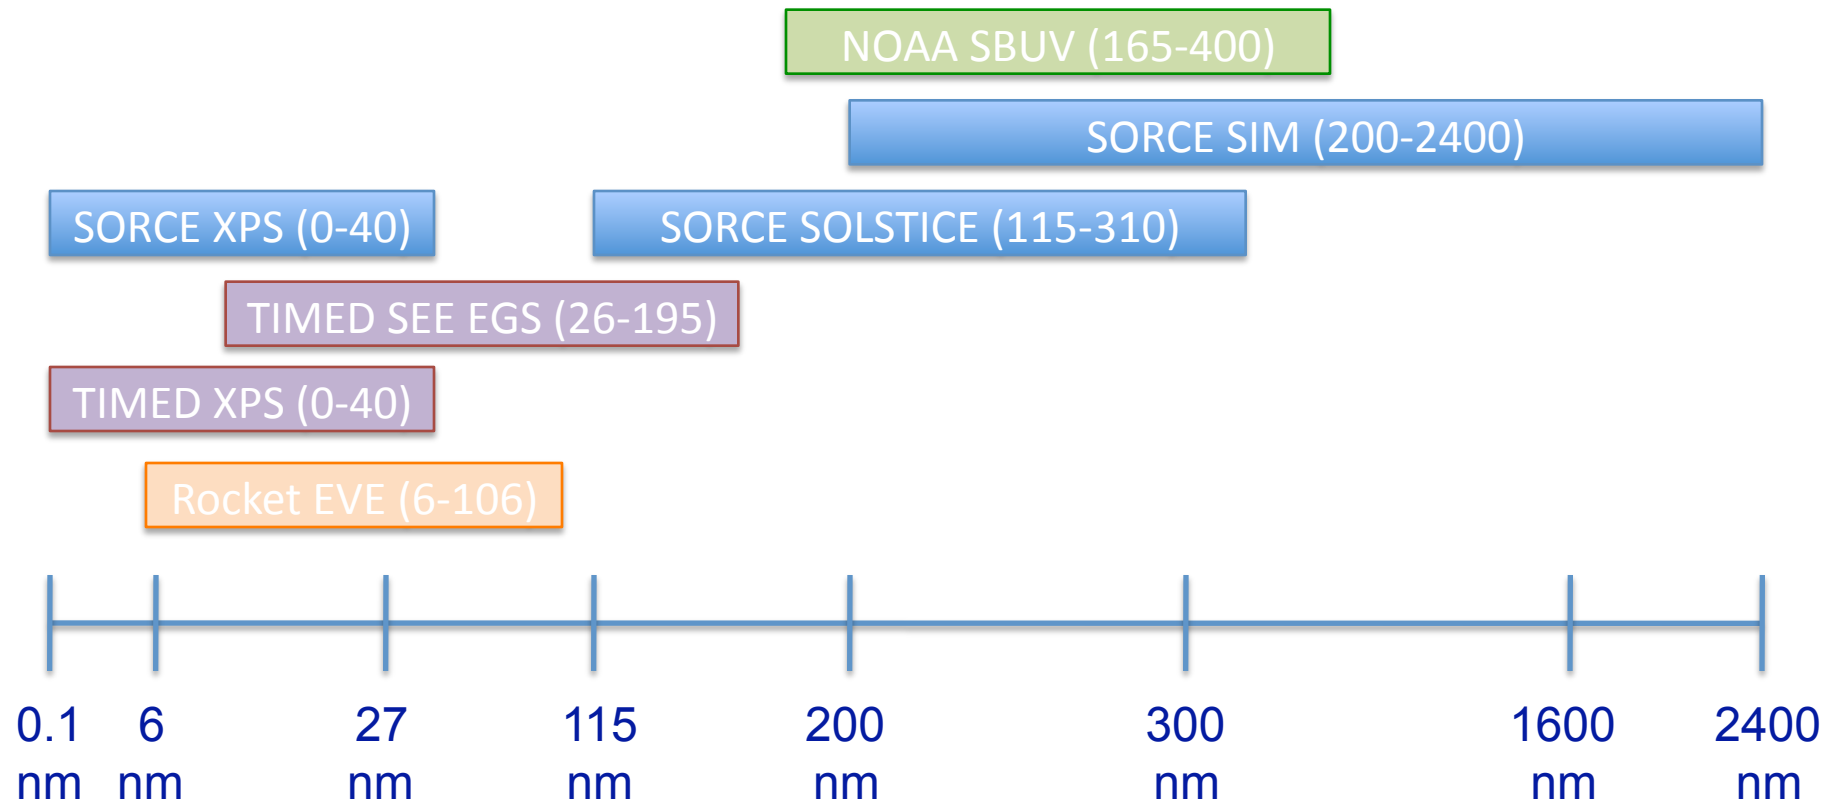 NOAA SBUV (165-400)
SORCE SIM (200-2400)
SORCE XPS (0-40)
SORCE SOLSTICE (115-310)
TIMED SEE EGS (26-195)
TIMED XPS (0-40)
Rocket EVE (6-106)
0.1 6 27 115 200 300 1600 2400
nm nm nm nm nm nm nm nm